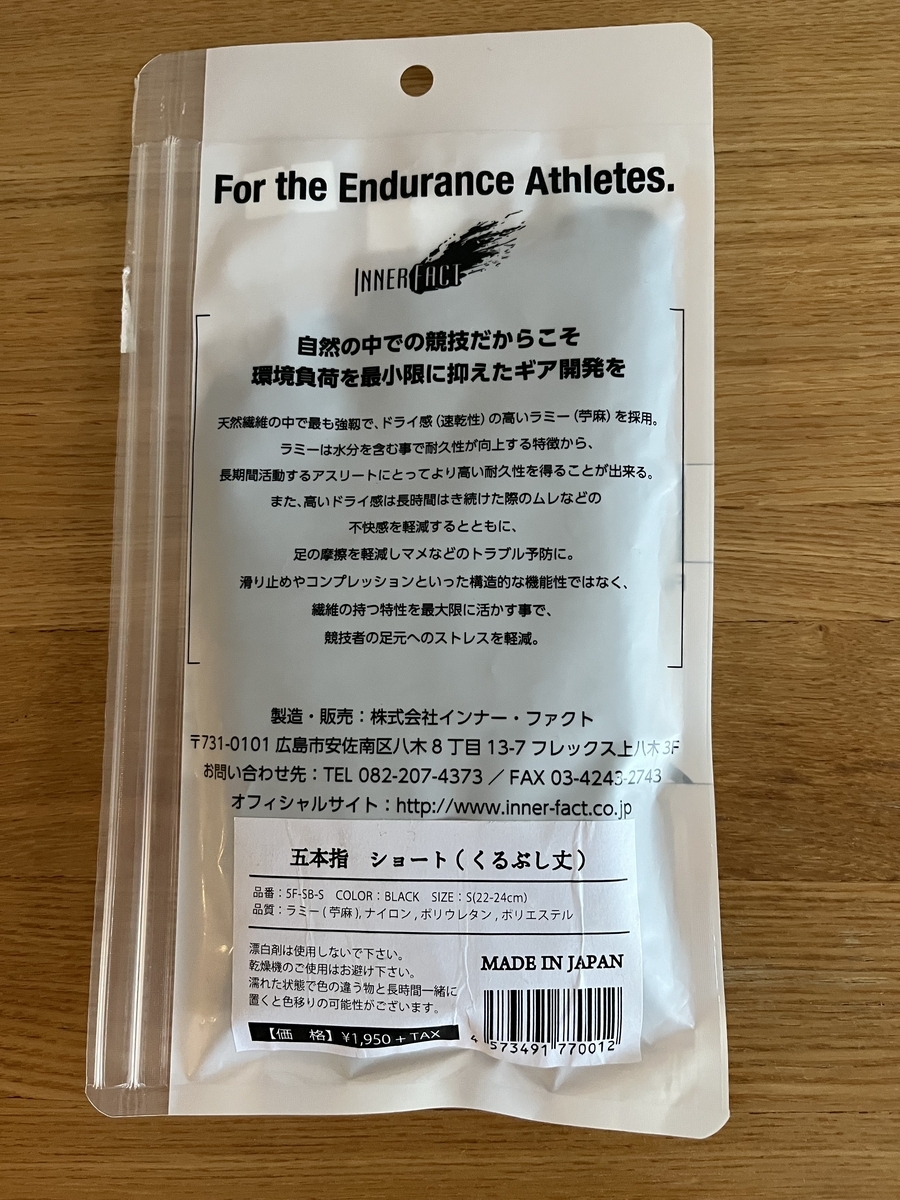 For the Endurance Athletes.
INNER FACT
自然の中での競技だからこそ
環境負荷を最小限に抑えたギア開発を
天然繊維の中で最も強靭で、ドライ感(速乾性)の高いラミー(苧麻)を採用。
ラミーは水分を含む事で耐久性が向上する特徴から、
長期間活動するアスリートにとってより高い耐久性を得ることが出来る。
また、高いドライ感は長時間はき続けた際のムレなどの
不快感を軽減するとともに、
足の摩擦を軽減しマメなどのトラブル予防に。
滑り止めやコンプレッションといった構造的な機能性ではなく、
繊維の持つ特性を最大限に活かす事で、
競技者の足元へのストレスを軽減。
製造・販売:株式会社インナー・ファクト
〒731-0101 広島市安佐南区八木8丁目13-7 フレックス上八木3F
お問い合わせ先:TEL 082-207-4373 / FAX 03-4243-2743
オフィシャルサイト:http://www.inner-fact.co.jp
五本指 ショート(くるぶし丈)
品番:5F-SB-S COLOR:BLACK SIZE:S(22-24cm)
品質:ラミー(苧麻),ナイロン,ポリウレタン,ポリエステル
漂白剤は使用しないで下さい。
乾燥機のご使用はお避け下さい。
濡れた状態で色の違う物と長時間一緒に
置くと色移りの可能性がございます。
【価 格】¥1,950+TAX
MADE IN JAPAN
4 573491 770012